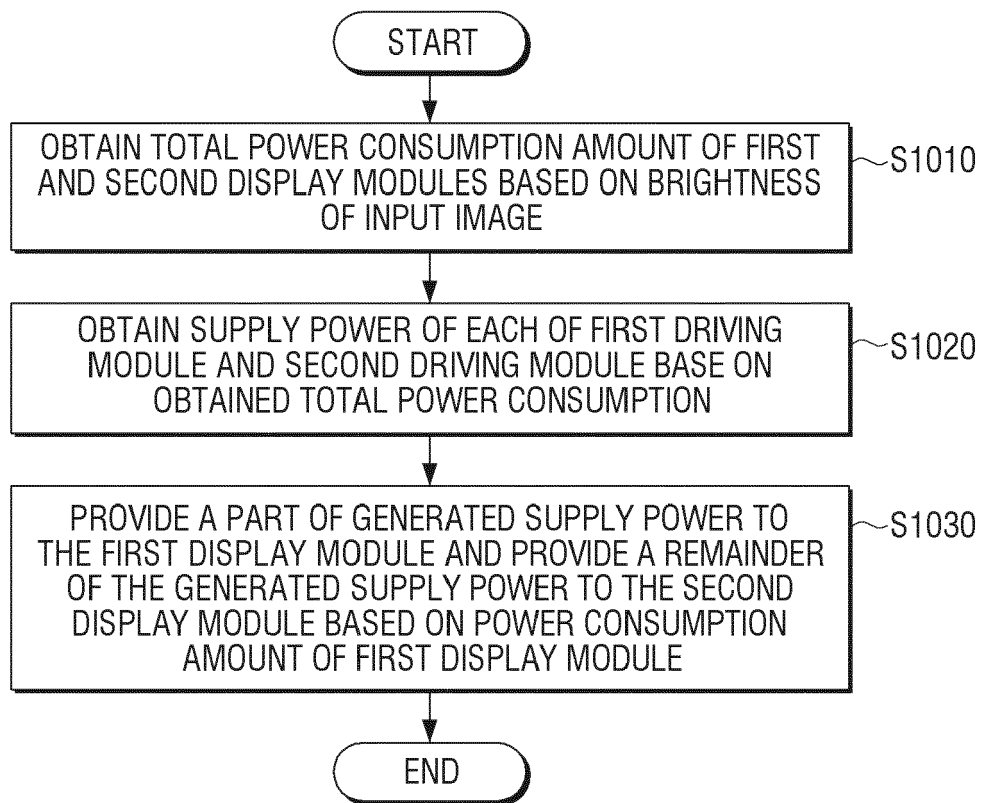 START
OBTAIN TOTAL POWER CONSUMPTION AMOUNT OF FIRST
AND SECOND DISPLAY MODULES BASED ON BRIGHTNESS
OF INPUT IMAGE
S1010
OBTAIN SUPPLY POWER OF EACH OF FIRST DRIVING
MODULE AND SECOND DRIVING MODULE BASE ON
OBTAINED TOTAL POWER CONSUMPTION
S1020
PROVIDE A PART OF GENERATED SUPPLY POWER TO
THE FIRST DISPLAY MODULE AND PROVIDE A REMAINDER
OF THE GENERATED SUPPLY POWER TO THE SECOND
DISPLAY MODULE BASED ON POWER CONSUMPTION
AMOUNT OF FIRST DISPLAY MODULE
S1030
END